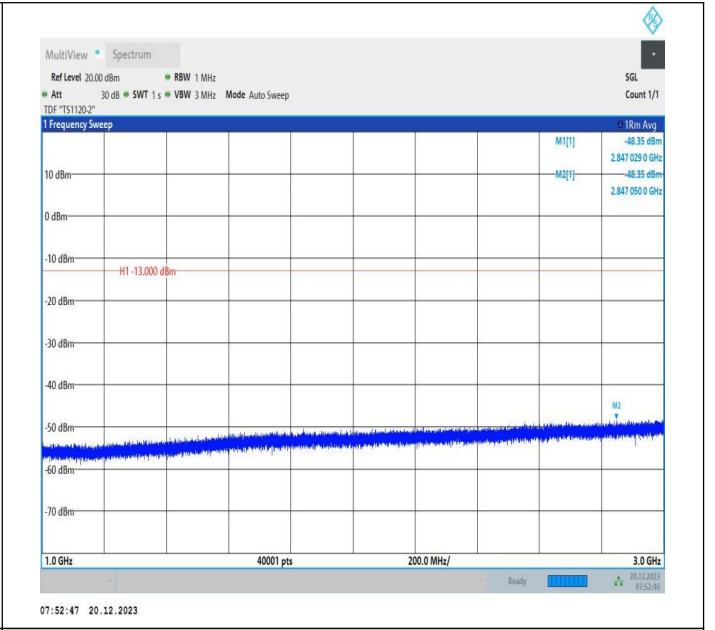 R&S
MultiView Spectrum
Ref Level 20.00 dBm RBW 1 MHz SGL
Att 30 dB SWT 1 s VBW 3 MHz Mode Auto Sweep Count 1/1
TDF "TS1120-2"
1 Frequency Sweep 1Rm Avg
M1[1] -48.35 dBm
2.847 029 0 GHz
10 dBm M2[1] -48.35 dBm
2.847 050 0 GHz
0 dBm
-10 dBm
H1 -13.000 dBm
-20 dBm
-30 dBm
-40 dBm
M2
-50 dBm
-60 dBm
-70 dBm
1.0 GHz 40001 pts 200.0 MHz/ 3.0 GHz
Ready 20.12.2023
07:52:46
07:52:47 20.12.2023